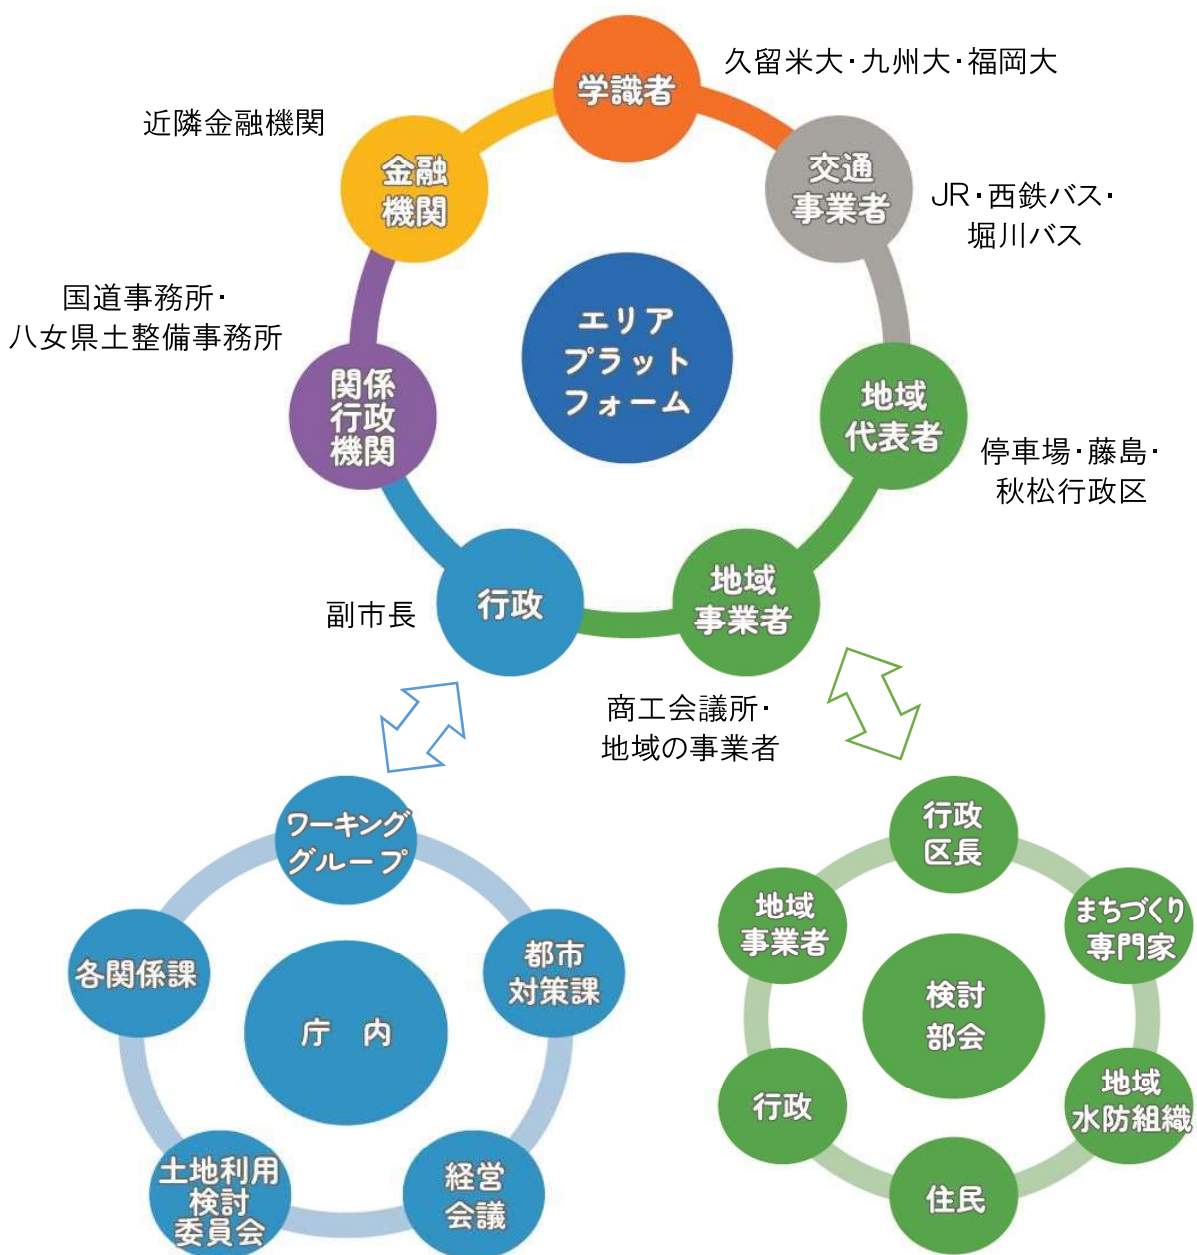 学識者
久留米大・九州大・福岡大
近隣金融機関
金融
機関
交通
事業者
JR・西鉄バス・
堀川バス
国道事務所・
八女県土整備事務所
エリア
プラット
フォーム
関係
行政
機関
地域
代表者
停車場・藤島・
秋松行政区
行政
副市長
地域
事業者
商工会議所・
地域の事業者
ワーキング
グループ
各関係課
都市
対策課
庁 内
土地利用
検討
委員会
経営
会議
行政
区長
地域
事業者
まちづくり
専門家
検討
部会
行政
地域
水防組織
住民